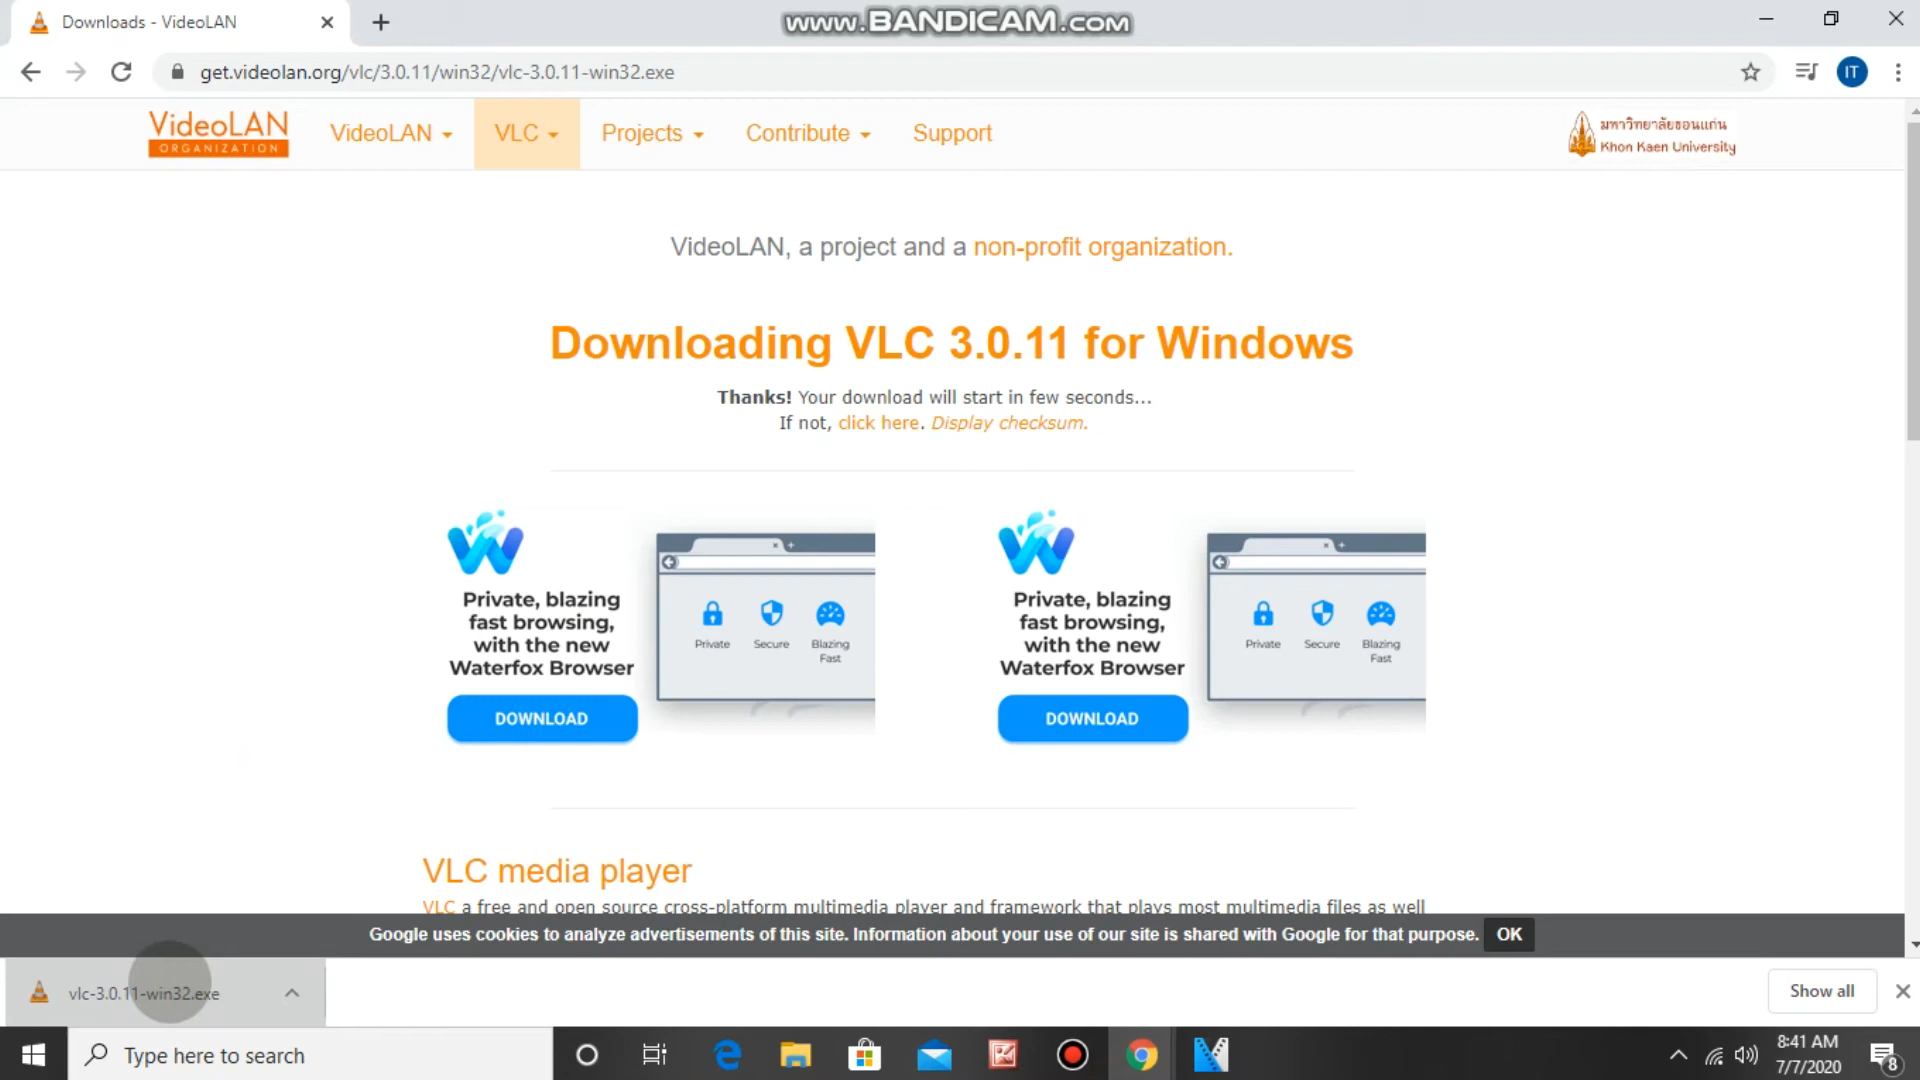 Downloads - VideoLAN
www.BANDICAM.com
get.videolan.org/vlc/3.0.11/win32/vlc-3.0.11-win32.exe
IT
VideoLAN
ORGANIZATION
VideoLAN
VLC
Projects
Contribute
Support
มหาวิทยาลัยขอนแก่น
Khon Kaen University
VideoLAN, a project and a non-profit organization.
Downloading VLC 3.0.11 for Windows
Thanks! Your download will start in few seconds...
If not, click here. Display checksum.
Private, blazing
fast browsing,
with the new
Waterfox Browser
DOWNLOAD
Private
Secure
Blazing
Fast
Private, blazing
fast browsing,
with the new
Waterfox Browser
DOWNLOAD
Private
Secure
Blazing
Fast
VLC media player
VLC a free and open source cross-platform multimedia player and framework that plays most multimedia files as well
Google uses cookies to analyze advertisements of this site. Information about your use of our site is shared with Google for that purpose. OK
vlc-3.0.11-win32.exe
Show all
Type here to search
8:41 AM
7/7/2020
8